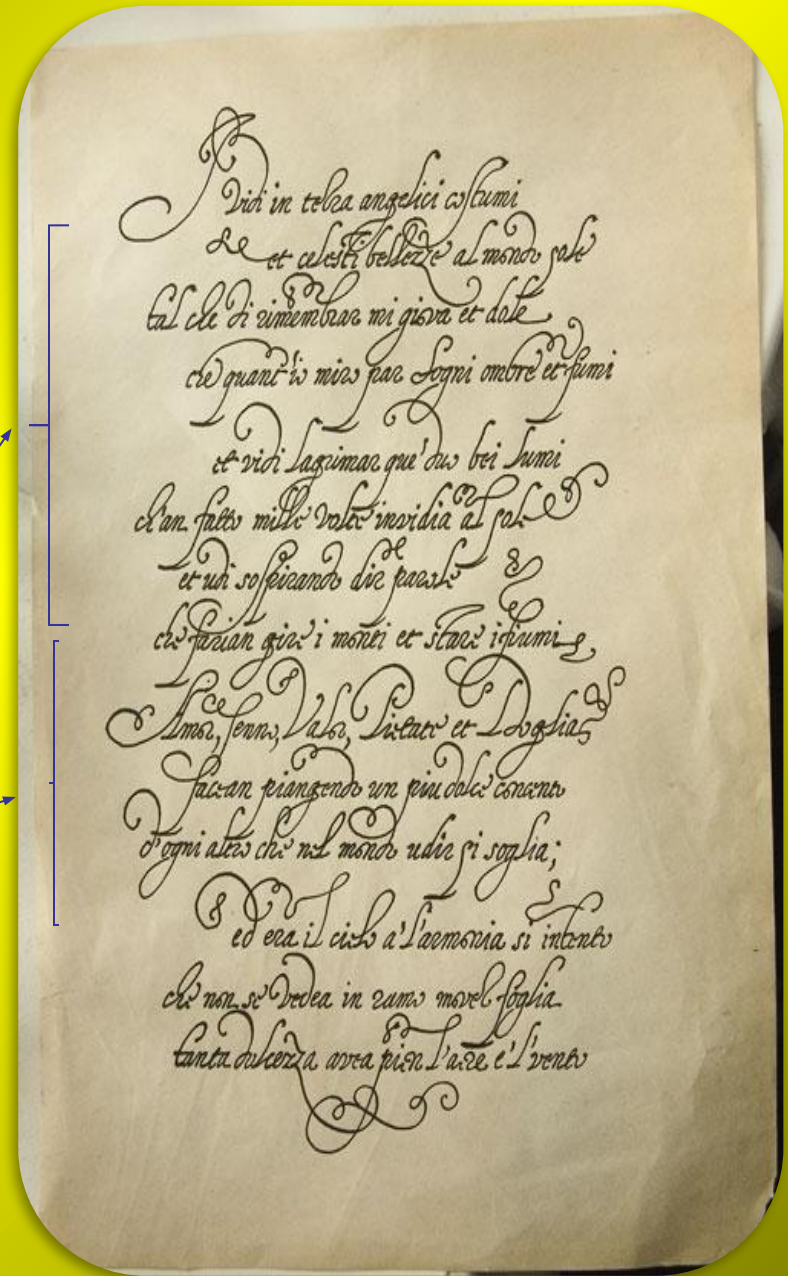 I vidi in terra angelici costumi
et celesti bellezze al mondo sole
tal che di rimembrar mi giova et dole
che quant'io miro par sogni ombre et fumi
et vidi lagrimar que' duo bei lumi
ch'an fatto mille volte invidia al sole
et udi sospirando dir parole
che farian gire i monti et stare i fiumi
Amor, Senno, Valor, Pietate et Doglia
facean piangendo un piu dolce concento
d'ogni altro che nel mondo udir si soglia;
ed era il cielo a l'armonia si intento
che non se vedea in ramo mover foglia
tanta dulcezza avea pien l'aere e 'l vento